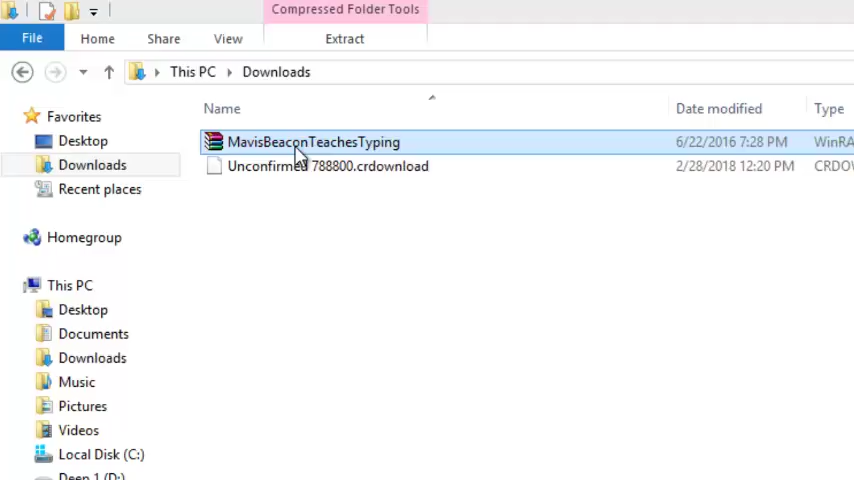 Compressed Folder Tools
File Home Share View Extract
This PC Downloads
Name Date modified Type
Favorites
Desktop
Downloads
Recent places
MavisBeaconTeachesTyping 6/22/2016 7:28 PM WinRA
Unconfirmed 788800.crdownload 2/28/2018 12:20 PM CRDO
Homegroup
This PC
Desktop
Documents
Downloads
Music
Pictures
Videos
Local Disk (C:)
Deep 1 (D:)